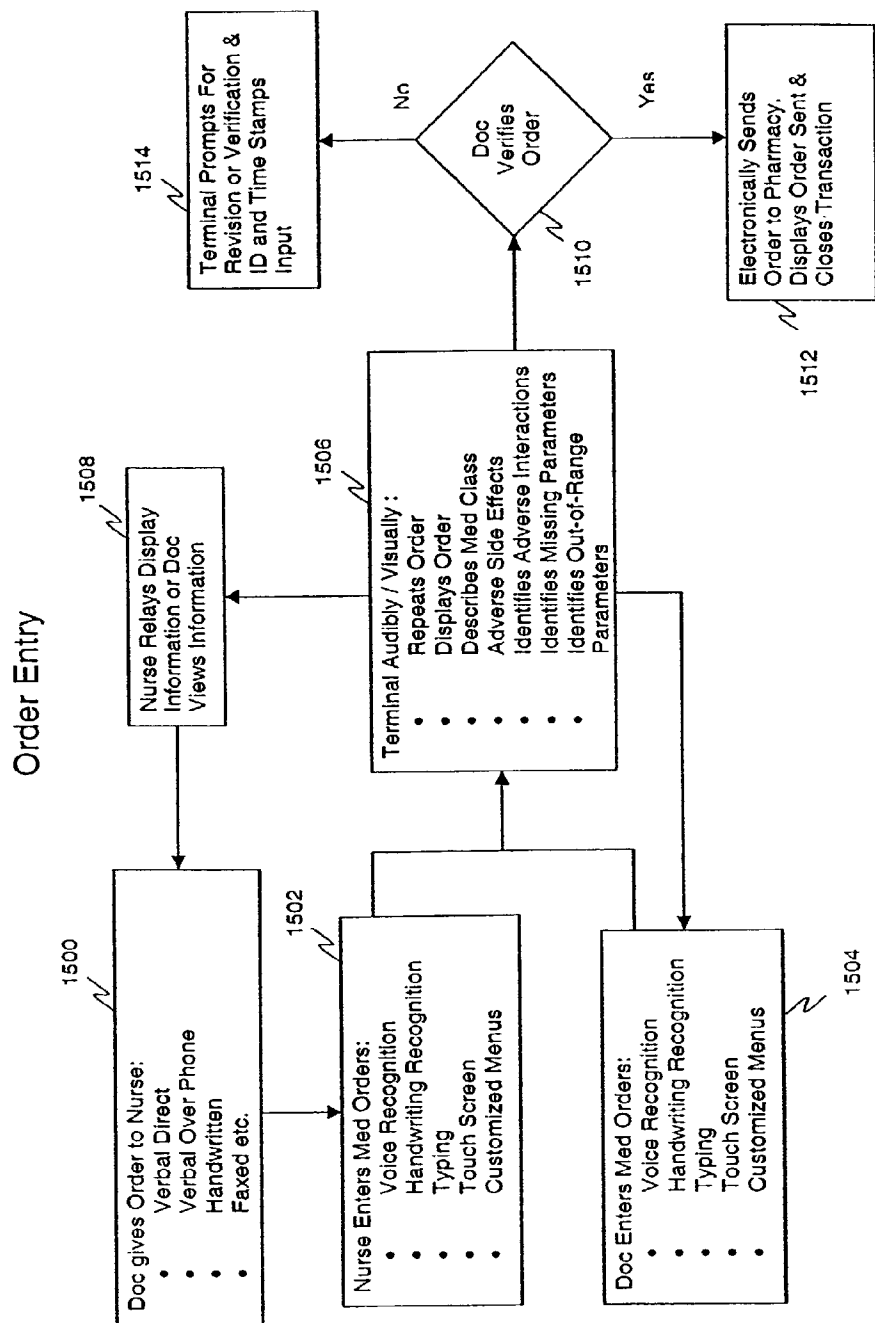 Order Entry
1500
Doc gives Order to Nurse:
• Verbal Direct
• Verbal Over Phone
• Handwritten
• Faxed etc.
1502
Nurse Enters Med Orders:
• Voice Recognition
• Handwriting Recognition
• Typing
• Touch Screen
• Customized Menus
1504
Doc Enters Med Orders:
• Voice Recognition
• Handwriting Recognition
• Typing
• Touch Screen
• Customized Menus
1508
Nurse Relays Display
Information or Doc
Views Information
1506
Terminal Audibly / Visually :
• Repeats Order
• Displays Order
• Describes Med Class
• Adverse Side Effects
• Identifies Adverse Interactions
• Identifies Missing Parameters
• Identifies Out-of-Range
Parameters
1514
Terminal Prompts For
Revision or Verification &
ID and Time Stamps
Input
No
Doc
Verifies
Order
1510
Yes
Electronically Sends
Order to Pharmacy,
Displays Order Sent &
Closes Transaction
1512